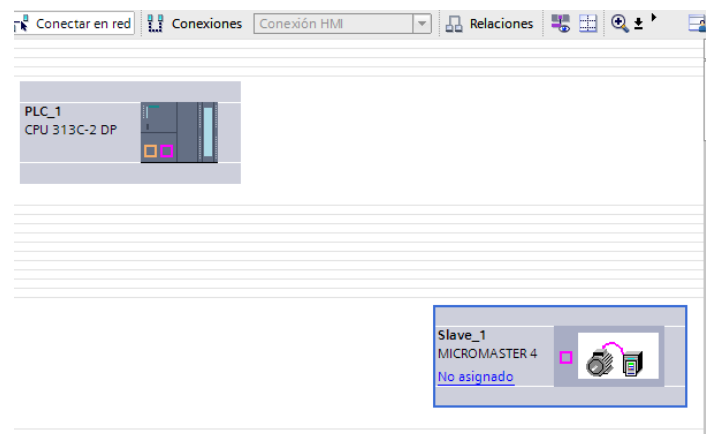 Conectar en red Conexiones Conexión HMI Relaciones
PLC_1
CPU 313C-2 DP
Slave_1
MICROMASTER 4
No asignado